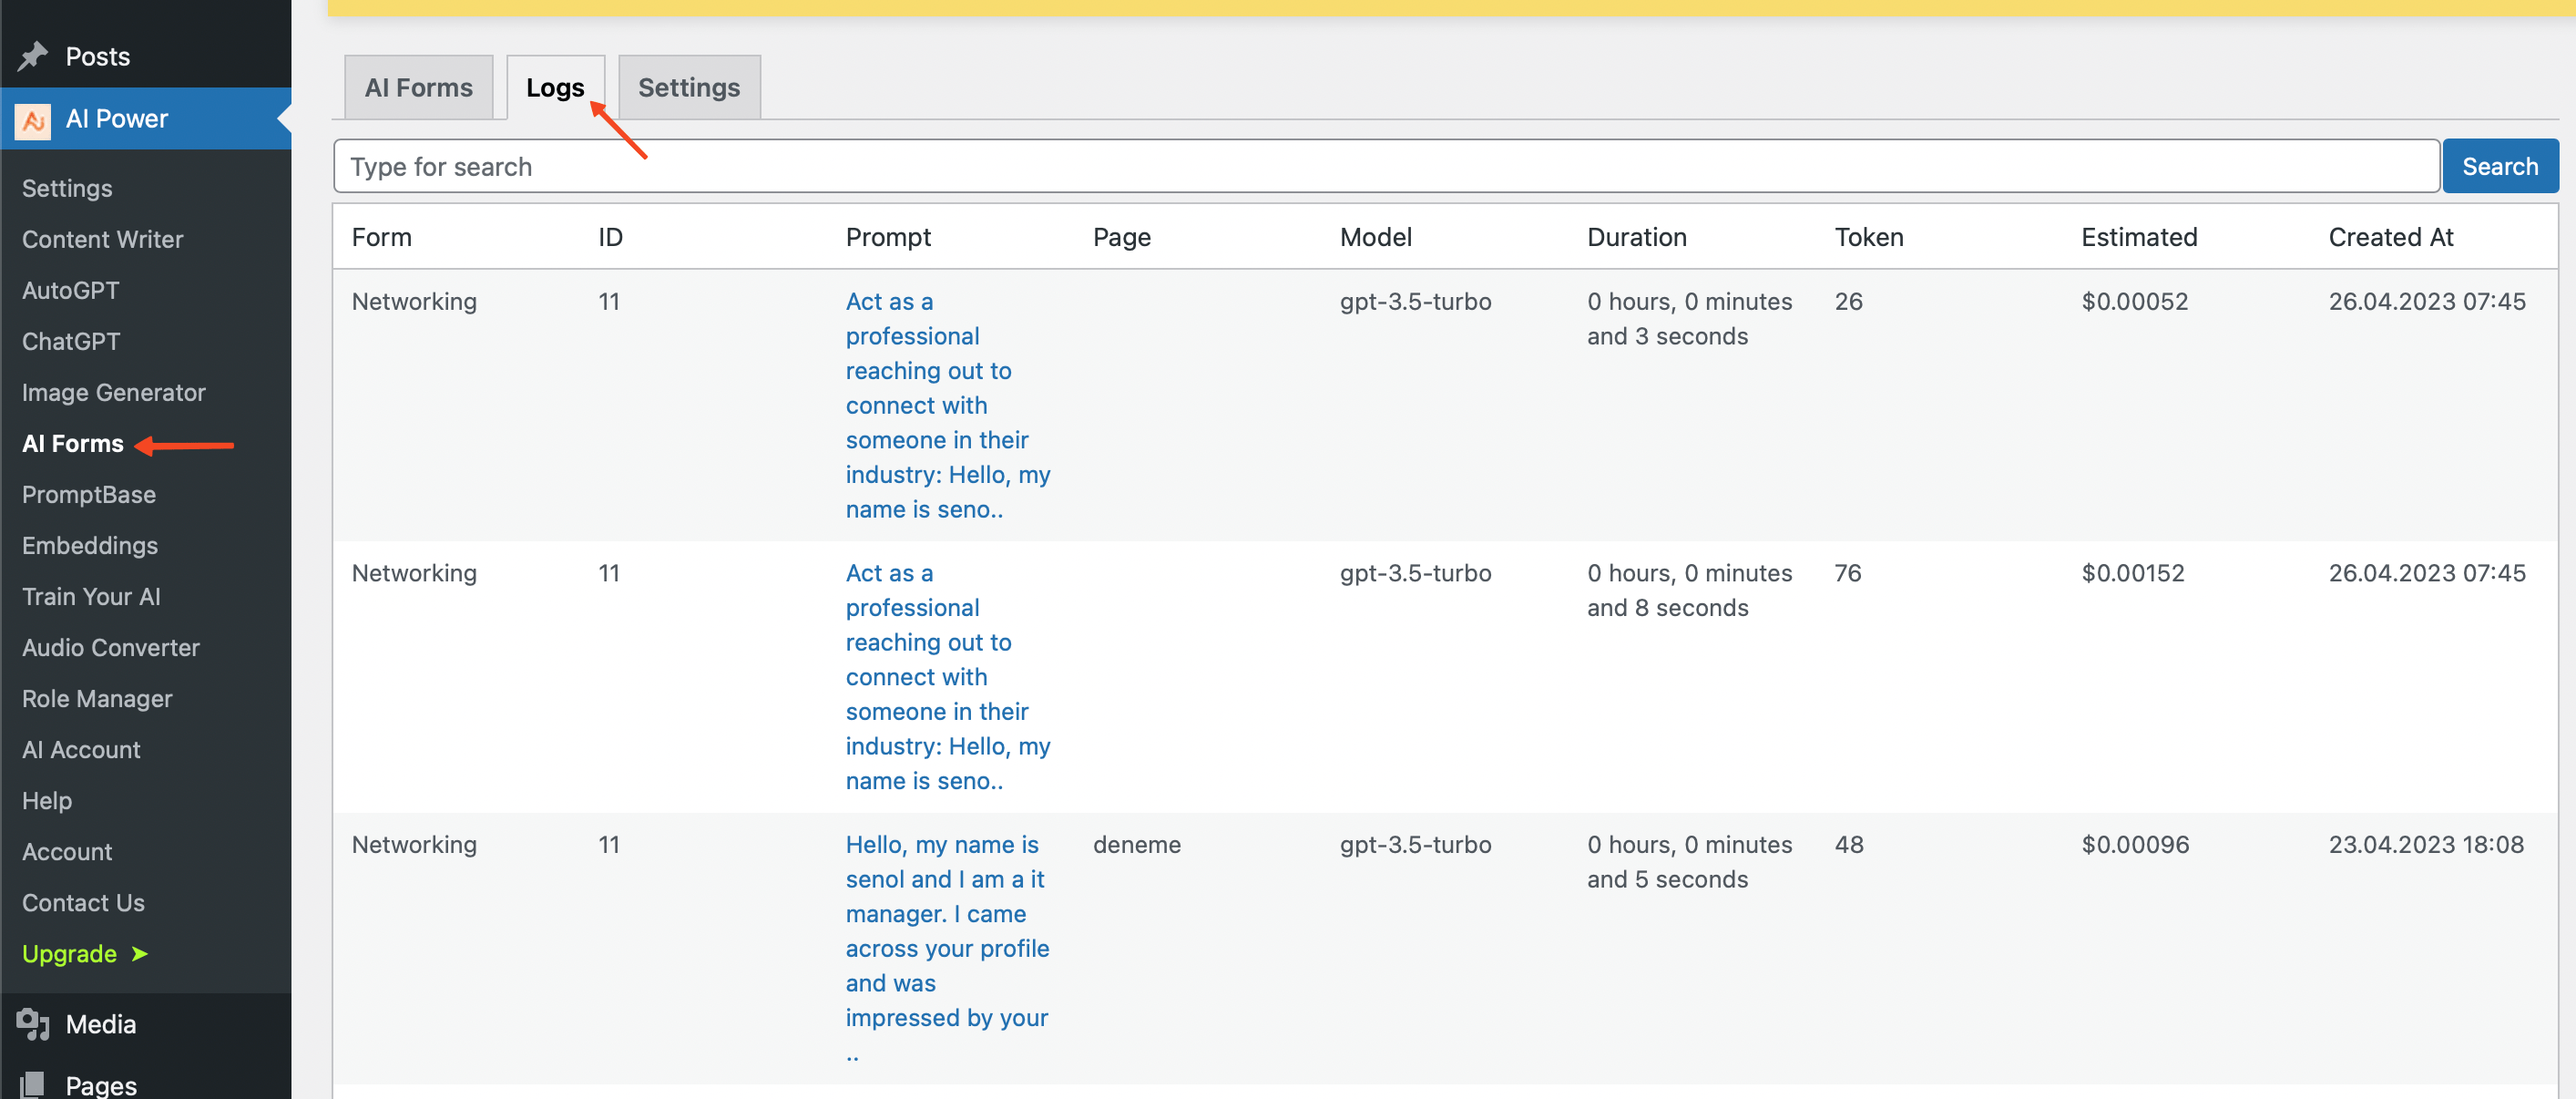 Posts
AI Power
Settings
Content Writer
AutoGPT
ChatGPT
Image Generator
AI Forms
PromptBase
Embeddings
Train Your AI
Audio Converter
Role Manager
AI Account
Help
Account
Contact Us
Upgrade ➤
Media
Pages
AI Forms
Logs
Settings
Type for search
Search
Form ID Prompt Page Model Duration Token Estimated Created At
Networking 11 Act as a gpt-3.5-turbo 0 hours, 0 minutes 26 $0.00052 26.04.2023 07:45
professional and 3 seconds
reaching out to
connect with
someone in their
industry: Hello, my
name is seno..
Networking 11 Act as a gpt-3.5-turbo 0 hours, 0 minutes 76 $0.00152 26.04.2023 07:45
professional and 8 seconds
reaching out to
connect with
someone in their
industry: Hello, my
name is seno..
Networking 11 Hello, my name is deneme gpt-3.5-turbo 0 hours, 0 minutes 48 $0.00096 23.04.2023 18:08
senol and I am a it and 5 seconds
manager. I came
across your profile
and was
impressed by your
..